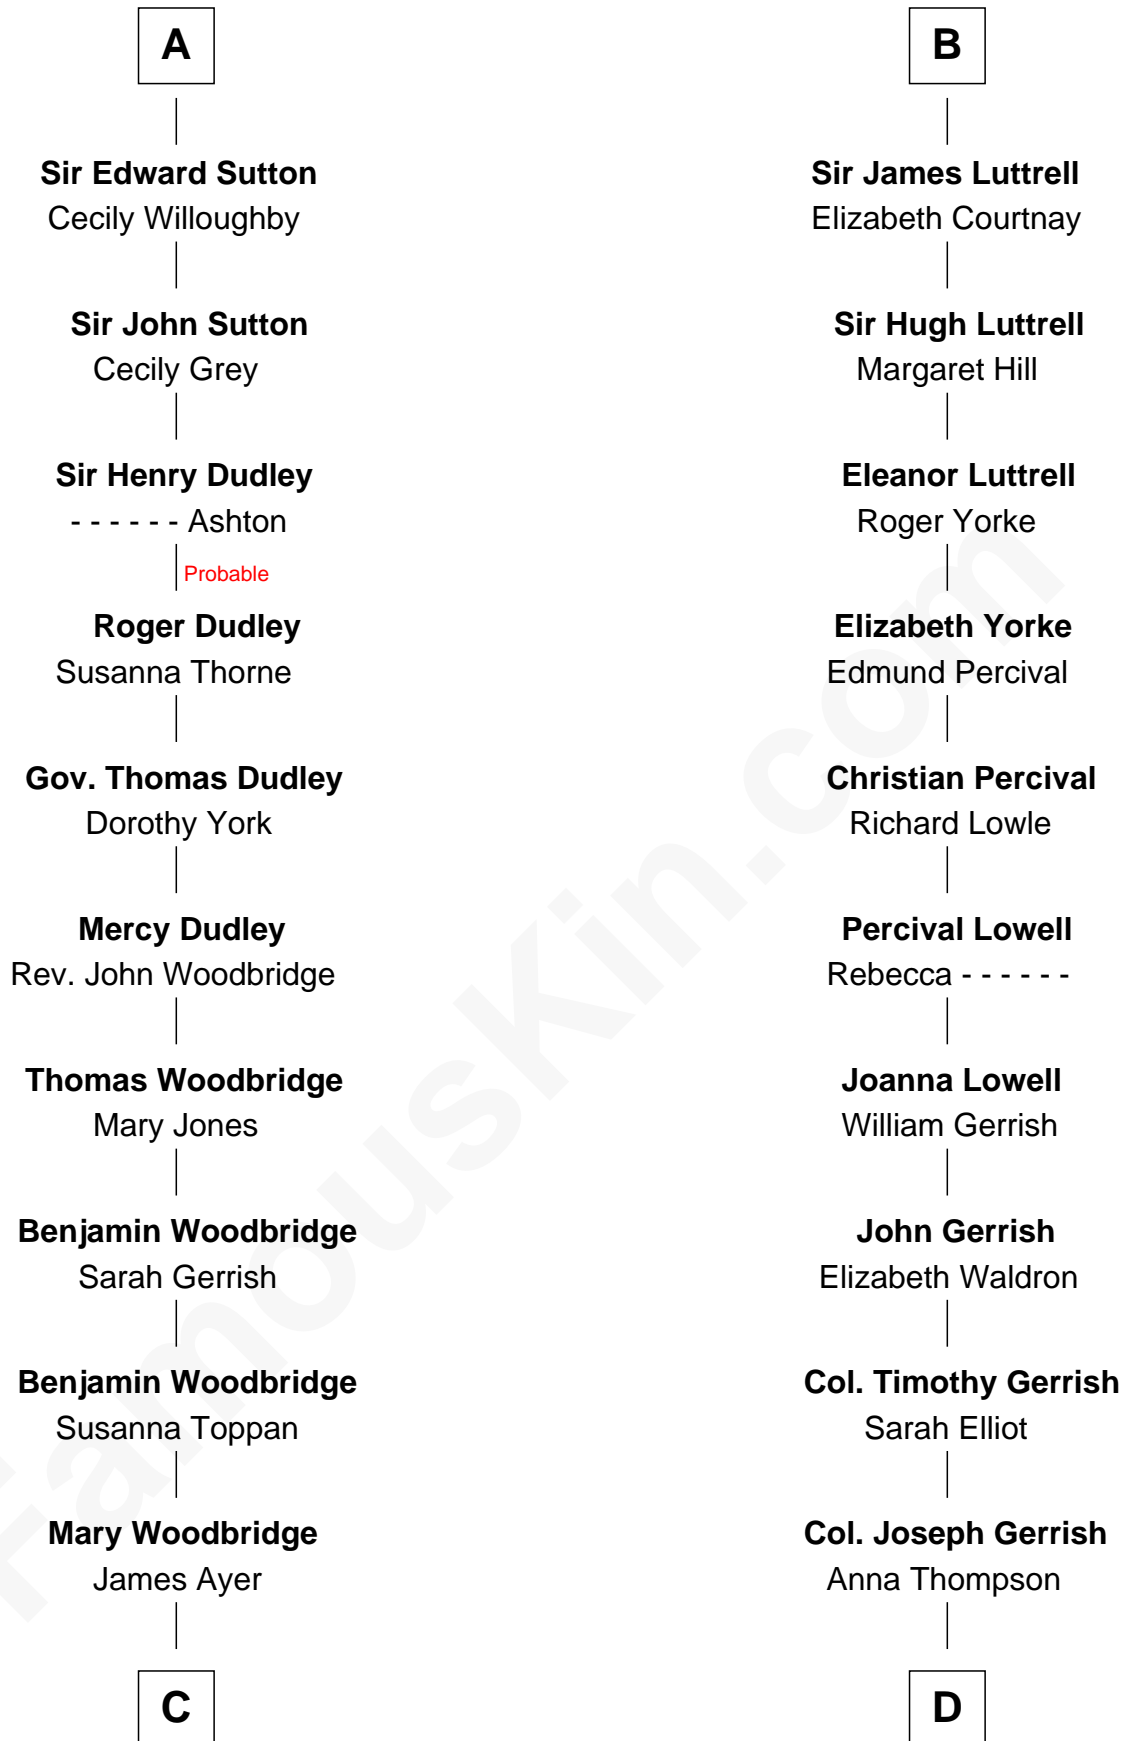 A
Sir Edward Sutton
Cecily Willoughby
Sir John Sutton
Cecily Grey
Sir Henry Dudley
- - - - - - Ashton
Probable
Roger Dudley
Susanna Thorne
Gov. Thomas Dudley
Dorothy York
Mercy Dudley
Rev. John Woodbridge
Thomas Woodbridge
Mary Jones
Benjamin Woodbridge
Sarah Gerrish
Benjamin Woodbridge
Susanna Toppan
Mary Woodbridge
James Ayer
C
B
Sir James Luttrell
Elizabeth Courtnay
Sir Hugh Luttrell
Margaret Hill
Eleanor Luttrell
Roger Yorke
Elizabeth Yorke
Edmund Percival
Christian Percival
Richard Lowle
Percival Lowell
Rebecca - - - - - -
Joanna Lowell
William Gerrish
John Gerrish
Elizabeth Waldron
Col. Timothy Gerrish
Sarah Elliot
Col. Joseph Gerrish
Anna Thompson
D
FamousKin.com